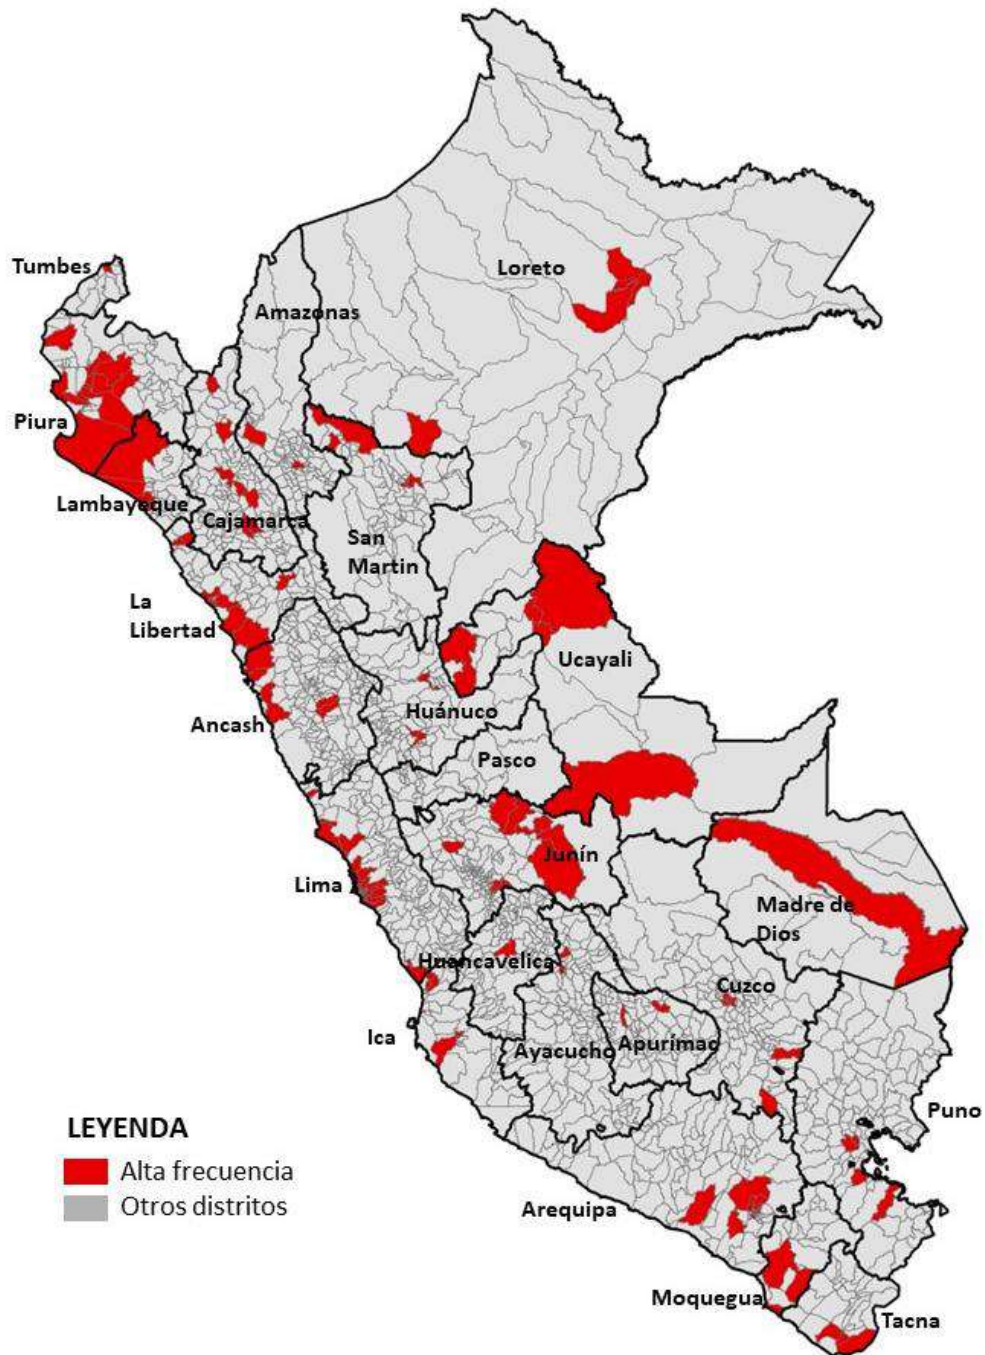 Loreto
Tumbes
Amazonas
Piura
Lambayeque
Cajamarca
San
Martin
La
Libertad
Ucayali
Huánuco
Ancash
Pasco
Junín
Lima
Madre de
Dios
Huancavelica
Cuzco
Ica
Ayacucho
Apurímac
Puno
LEYENDA
Alta frecuencia
Otros distritos
Arequipa
Moquegua
Tacna